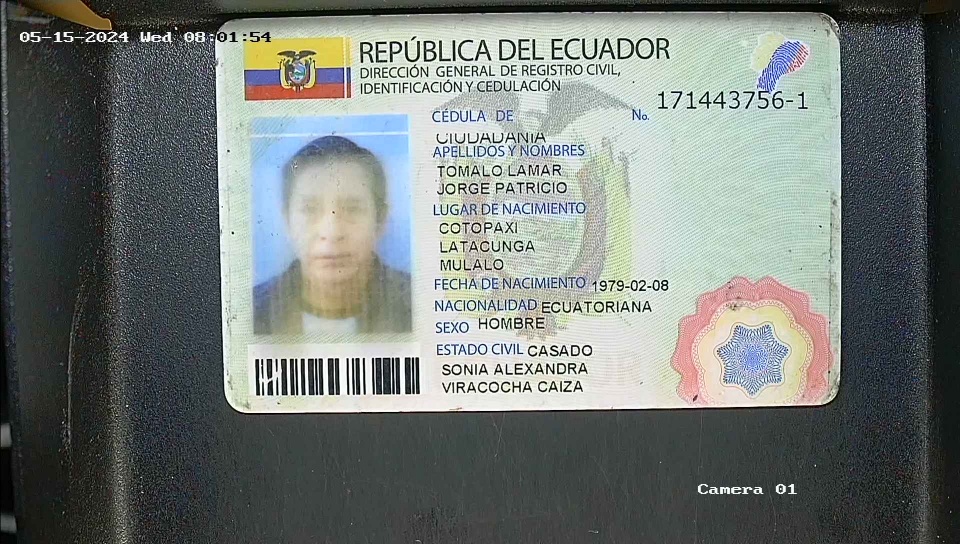 05-15-2024 Wed 08:01:54
REPÚBLICA DEL ECUADOR
DIRECCIÓN GENERAL DE REGISTRO CIVIL,
IDENTIFICACIÓN Y CEDULACIÓN
CÉDULA DE No. 171443756-1
CIUDADANIA
APELLIDOS Y NOMBRES
TOMALO LAMAR
JORGE PATRICIO
LUGAR DE NACIMIENTO
COTOPAXI
LATACUNGA
MULALO
FECHA DE NACIMIENTO 1979-02-08
NACIONALIDAD ECUATORIANA
SEXO HOMBRE
ESTADO CIVIL CASADO
SONIA ALEXANDRA
VIRACOCHA CAIZA
Camera 01